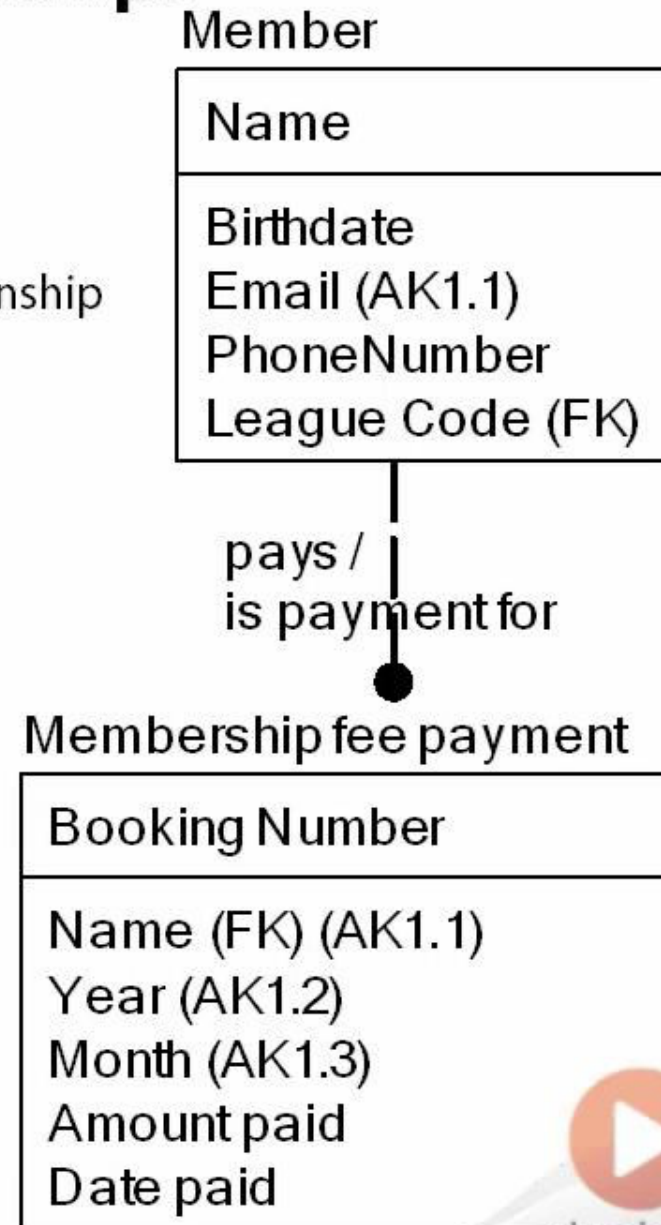 Member
Name
Birthdate
nship
Email (AK1.1)
PhoneNumber
League Code (FK)
pays /
is payment for
Membership fee payment
Booking Number
Name (FK) (AK1.1)
Year (AK1.2)
Month (AK1.3)
Amount paid
Date paid